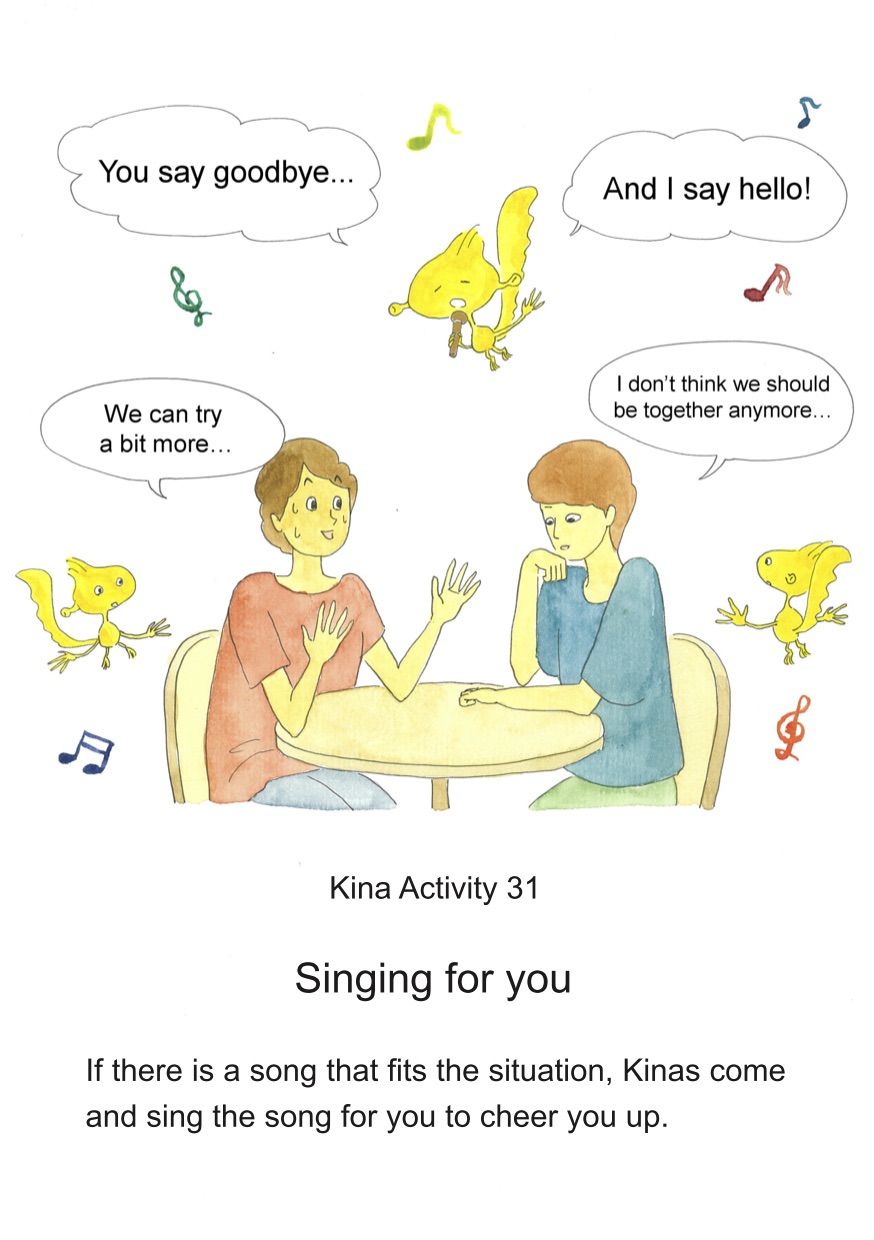 You say goodbye...
And I say hello!
I don't think we should
be together anymore...
We can try
a bit more...
Kina Activity 31
Singing for you
If there is a song that fits the situation, Kinas come
and sing the song for you to cheer you up.